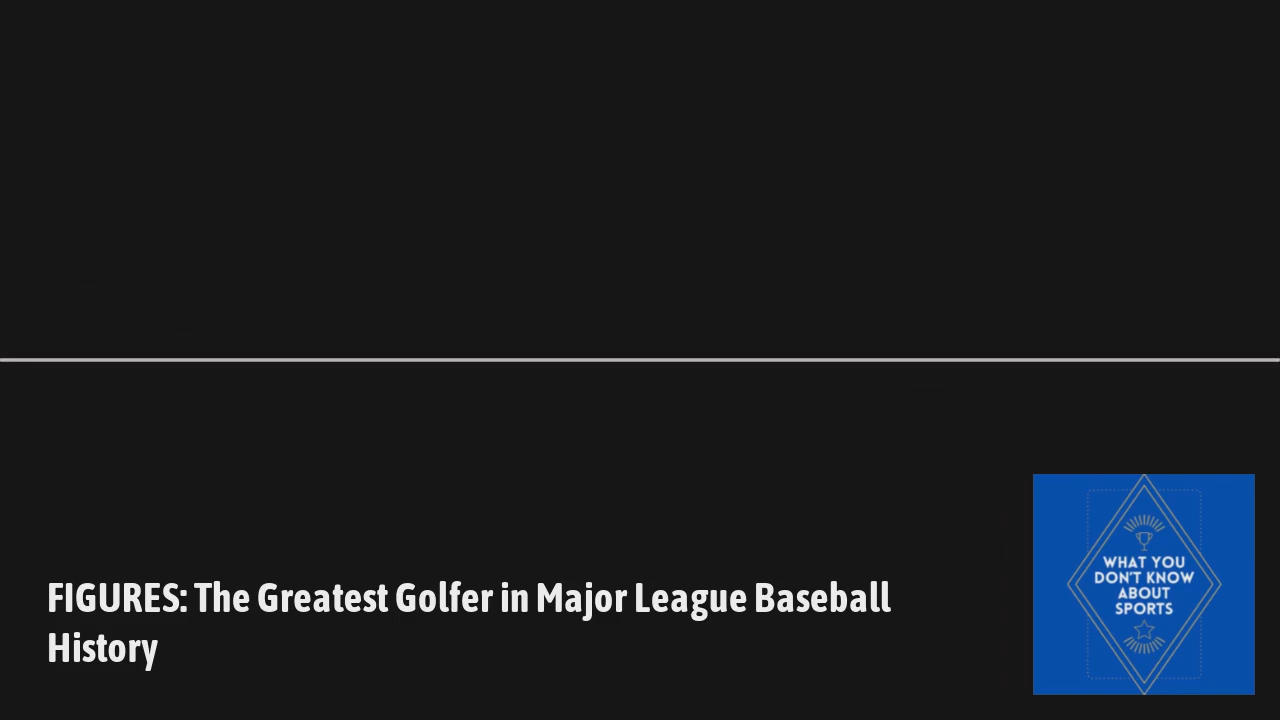 FIGURES: The Greatest Golfer in Major League Baseball
History
WHAT YOU
DON'T KNOW
ABOUT
SPORTS